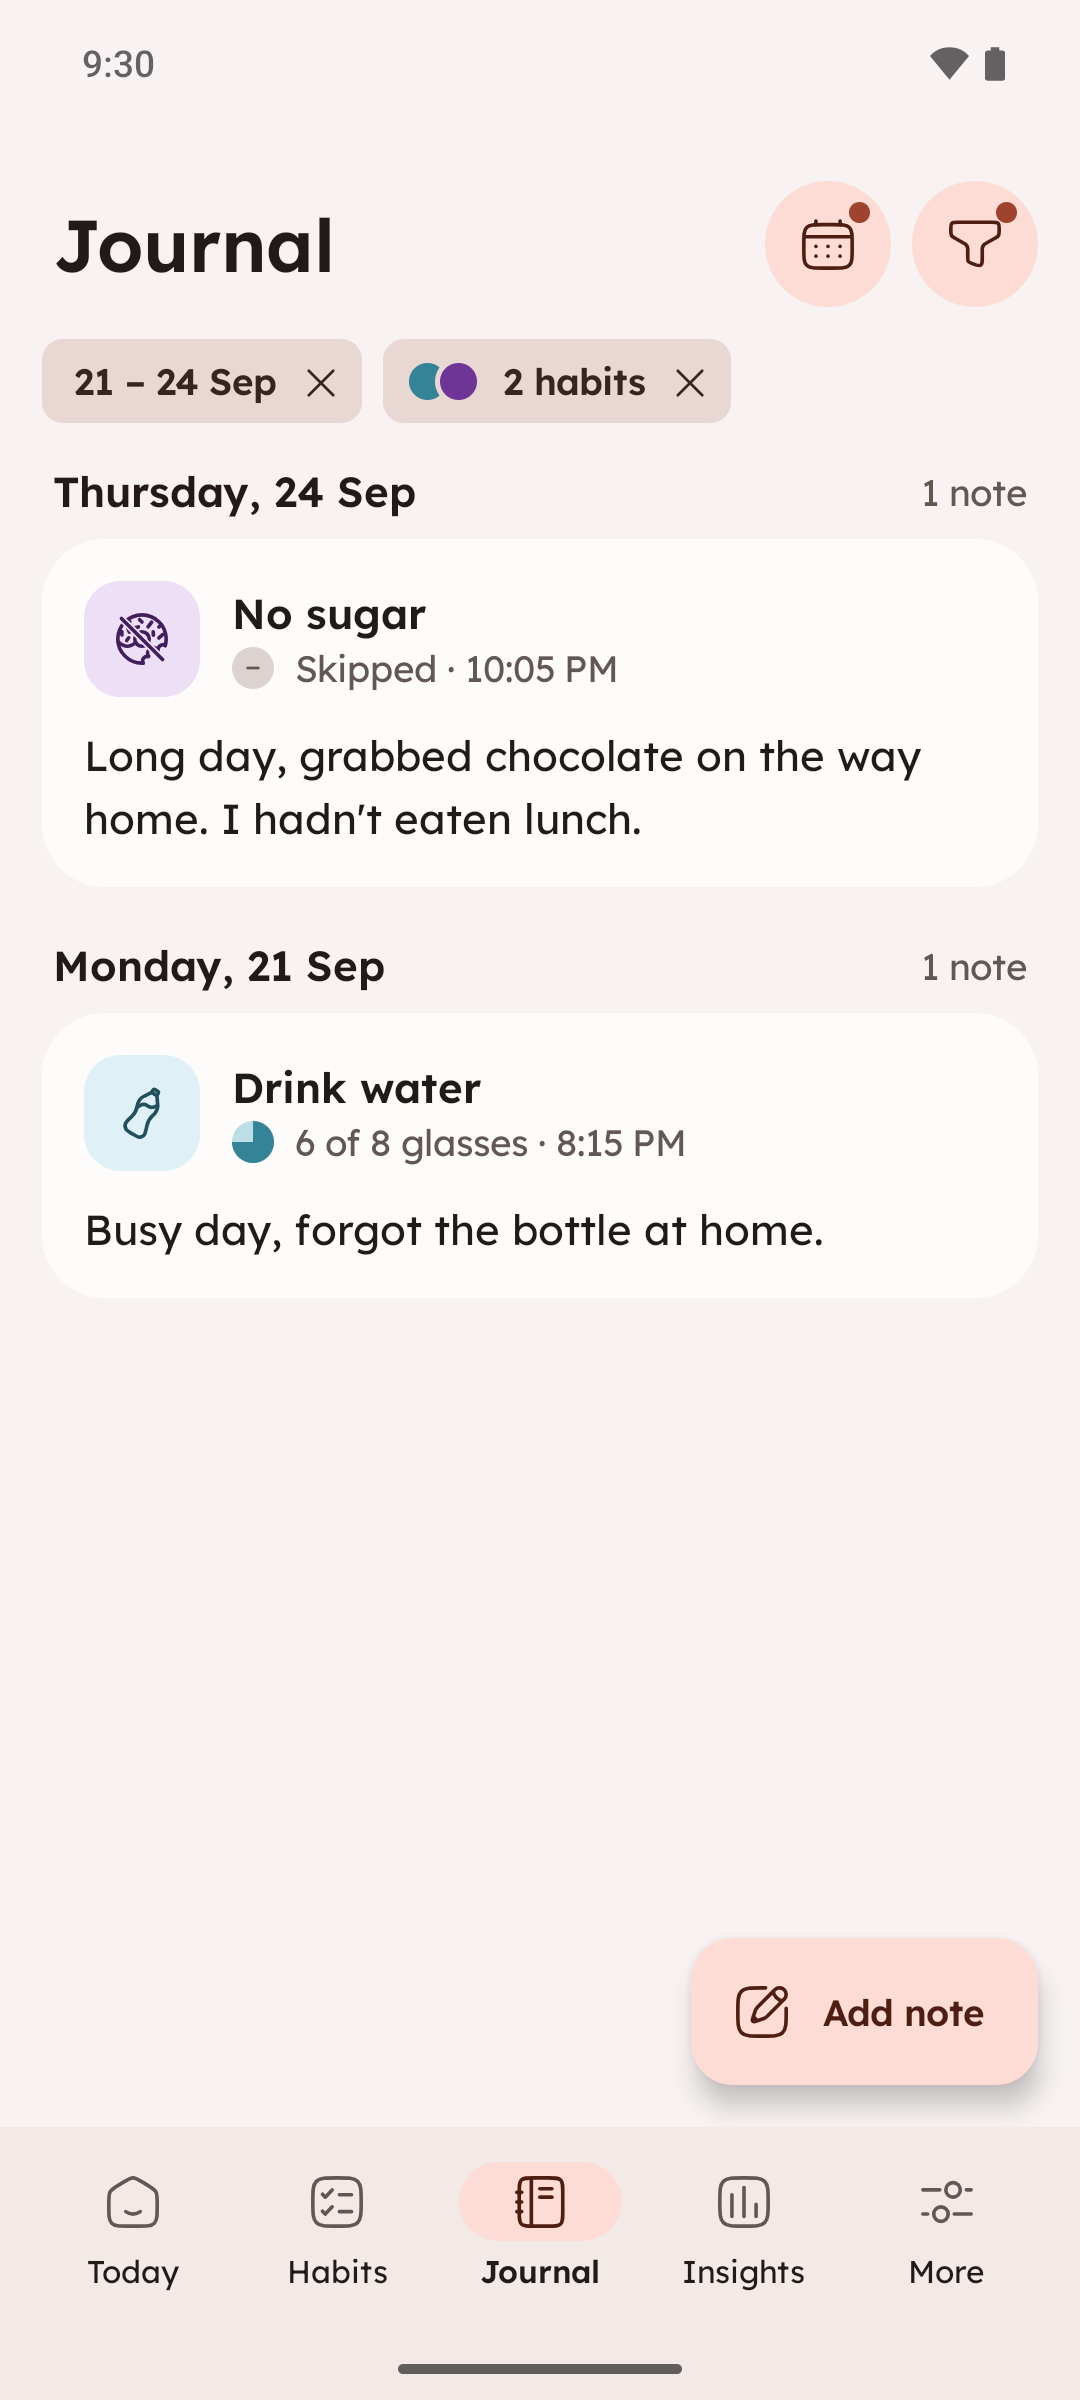 9:30
Journal
21 – 24 Sep
2 habits
Thursday, 24 Sep
1 note
No sugar
Skipped · 10:05 PM
Long day, grabbed chocolate on the way
home. I hadn't eaten lunch.
Monday, 21 Sep
1 note
Drink water
6 of 8 glasses · 8:15 PM
Busy day, forgot the bottle at home.
Add note
Today
Habits
Journal
Insights
More